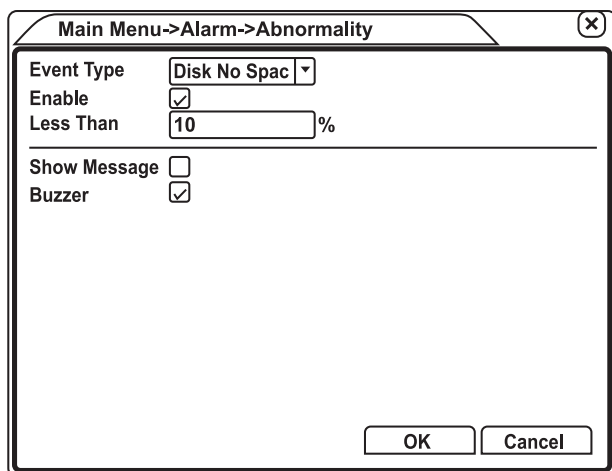 Main Menu->Alarm->Abnormality
Event Type Disk No Spac
Enable
Less Than 10 %
Show Message
Buzzer
OK Cancel